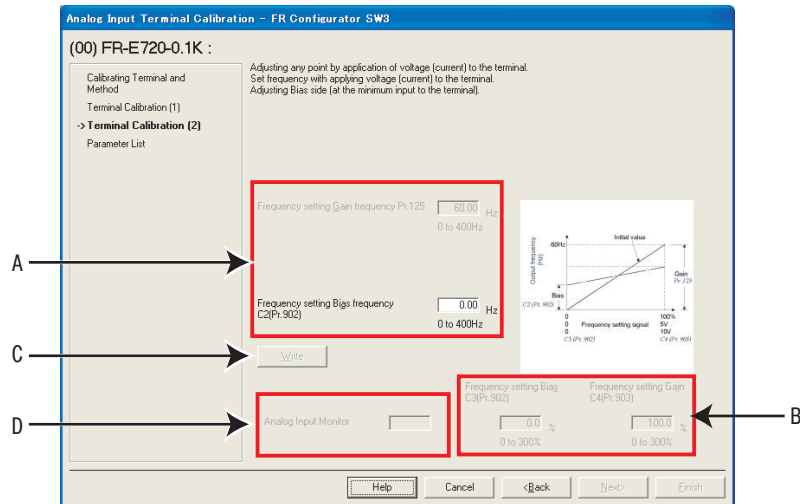 Analog Input Terminal Calibration - FR Configurator SW3
(00) FR-E720-0.1K :
Calibrating Terminal and
Method
Terminal Calibration (1)
-> Terminal Calibration (2)
Parameter List
Adjusting any point by application of voltage (current) to the terminal.
Set frequency with applying voltage (current) to the terminal.
Adjusting Bias side (at the minimum input to the terminal).
A
Frequency setting Gain frequency Pr.125
60.00 Hz
0 to 400Hz
Frequency setting Bias frequency
C2(Pr.902)
0.00 Hz
0 to 400Hz
Output frequency
(Hz)
60Hz
Initial value
Gain
Pr.125
Bias
C2 (Pr. 902)
0 100%
0 Frequency setting signal 5V
0 10V
C3 (Pr. 902) C4 (Pr. 903)
C
Write
D
Analog Input Monitor
Frequency setting Bias
C3(Pr.902)
0.0 %
0 to 300%
Frequency setting Gain
C4(Pr.903)
100.0 %
0 to 300%
B
Help Cancel <Back Next> Finish